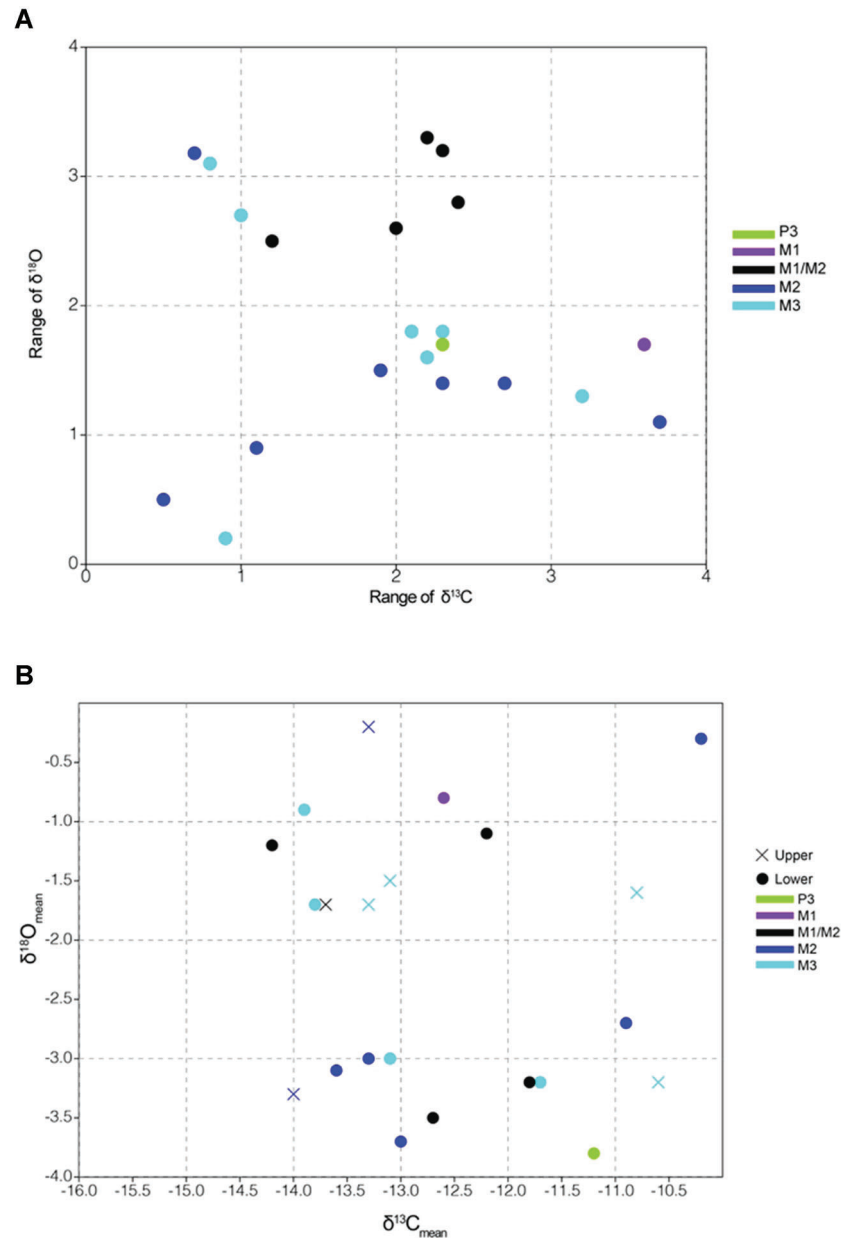 A
4
3
2
1
0
Range of δ¹⁸O
0 1 2 3 4
Range of δ¹³C
P3
M1
M1/M2
M2
M3
B
-0.5
-1.0
-1.5
-2.0
-2.5
-3.0
-3.5
-4.0
δ¹⁸Omean
-16.0 -15.5 -15.0 -14.5 -14.0 -13.5 -13.0 -12.5 -12.0 -11.5 -11.0 -10.5
δ¹³Cmean
Upper
Lower
P3
M1
M1/M2
M2
M3